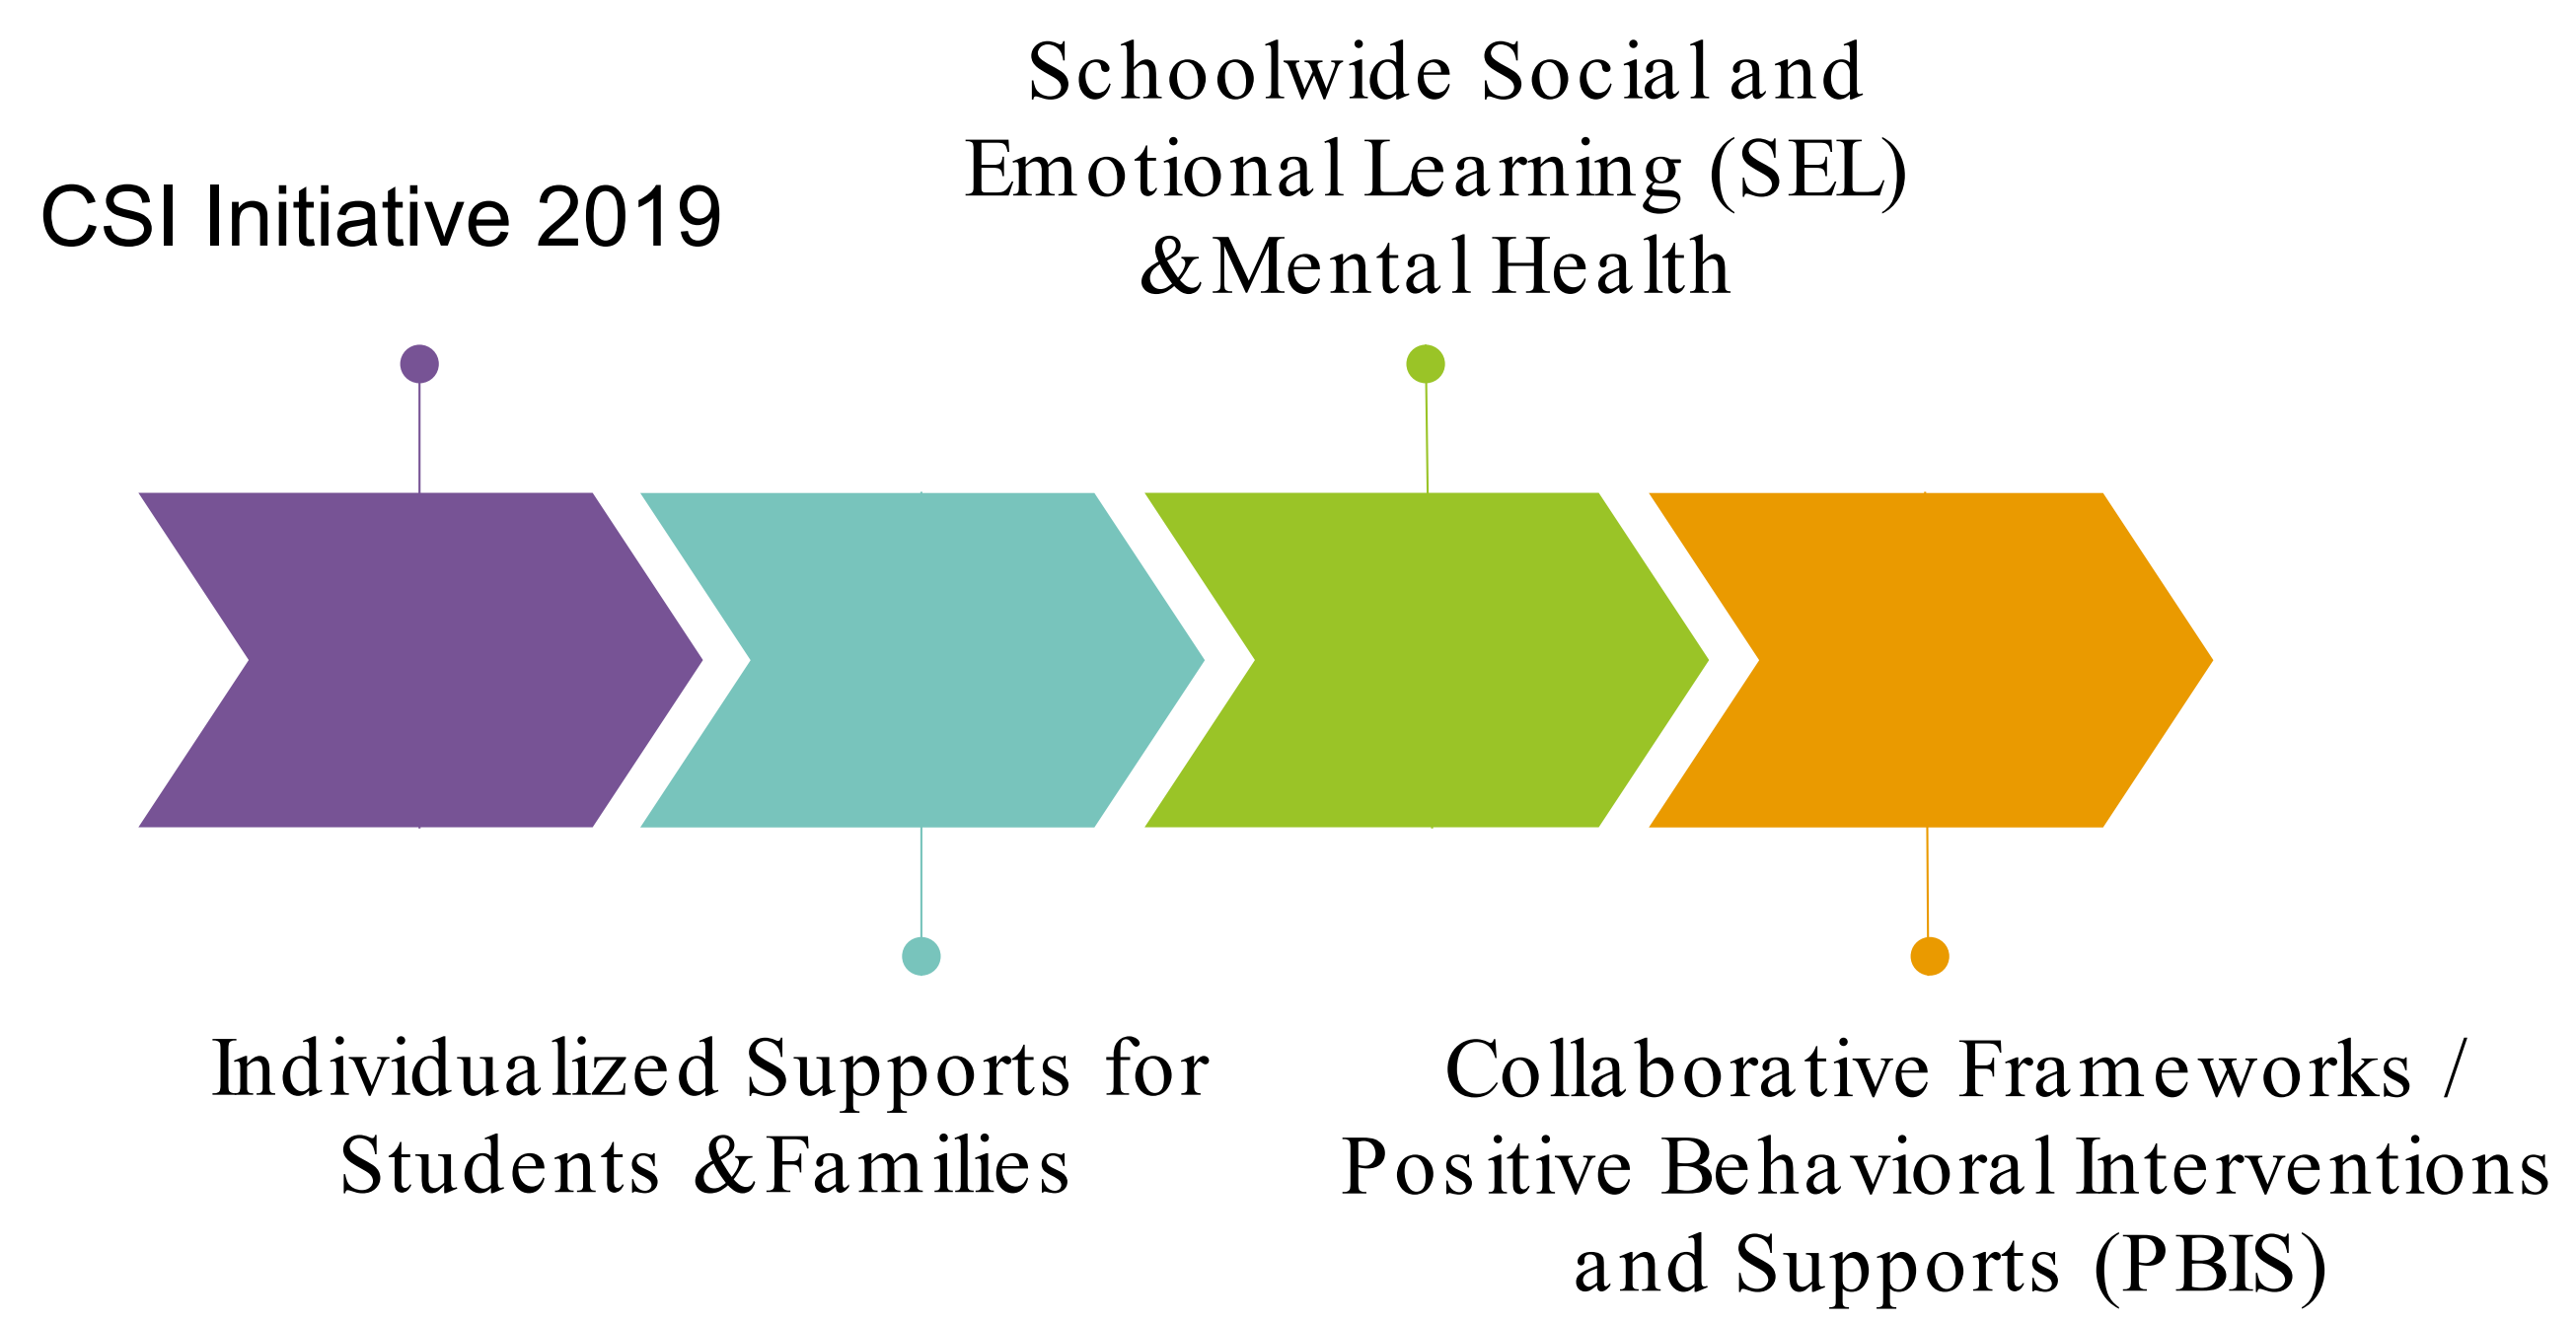 CSI Initiative 2019
Schoolwide Social and
Emotional Learning (SEL)
&Mental Health
Individualized Supports for
Students &Families
Collaborative Frameworks /
Positive Behavioral Interventions
and Supports (PBIS)